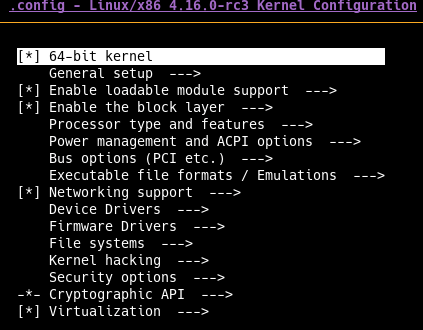 .config - Linux/x86 4.16.0-rc3 Kernel Configuration
[*] 64-bit kernel
General setup  --->
[*] Enable loadable module support  --->
[*] Enable the block layer  --->
Processor type and features  --->
Power management and ACPI options  --->
Bus options (PCI etc.)  --->
Executable file formats / Emulations  --->
[*] Networking support  --->
Device Drivers  --->
Firmware Drivers  --->
File systems  --->
Kernel hacking  --->
Security options  --->
-*- Cryptographic API  --->
[*] Virtualization  --->